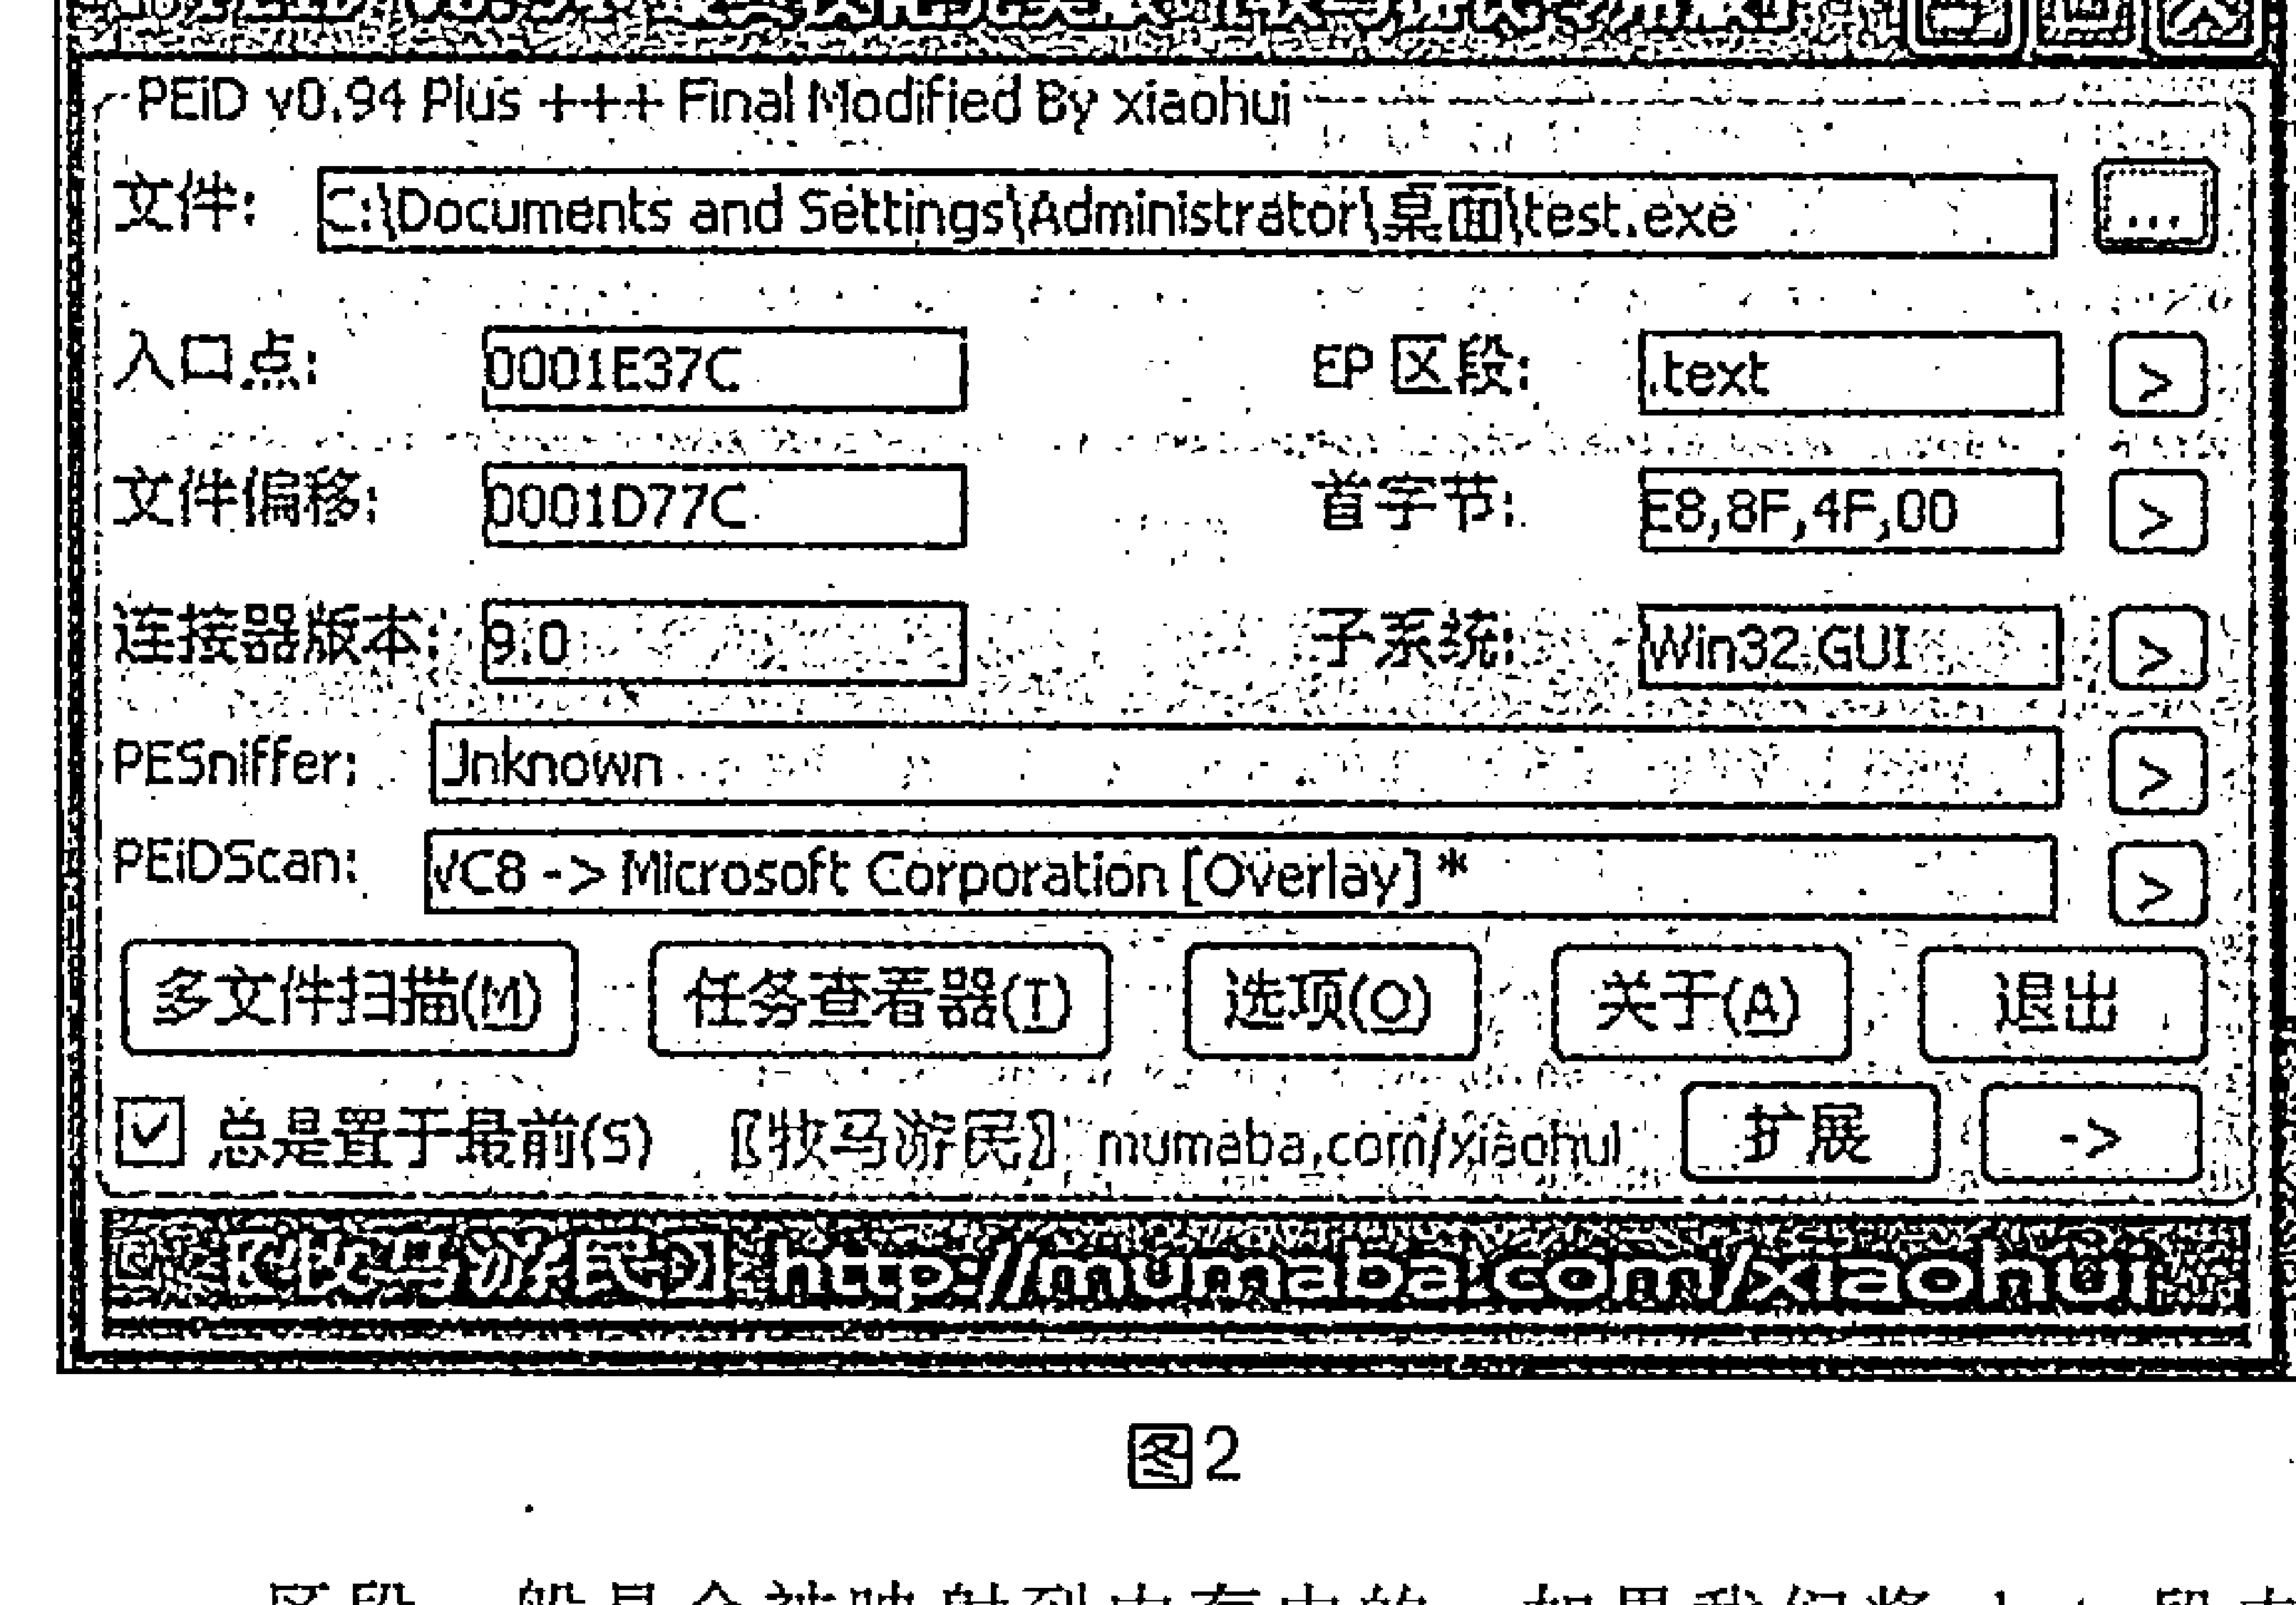 PEiD v0.94 Plus +++ Final Modified By xiaohui
文件: C:\Documents and Settings\Administrator\桌面\test.exe ...
入口点: 0001E37C EP 区段: .text >
文件偏移: 0001D77C 首字节: E8,8F,4F,00 >
连接器版本: 9.0 子系统: Win32 GUI >
PESniffer: Unknown >
PEiDScan: VC8 -> Microsoft Corporation [Overlay] * >
多文件扫描(M) 任务查看器(T) 选项(O) 关于(A) 退出
总是置于最前(S) 〖牧马游民〗 mumaba.com/xiaohui 扩展 ->
〖牧马游民〗 http://mumaba.com/xiaohui
图2